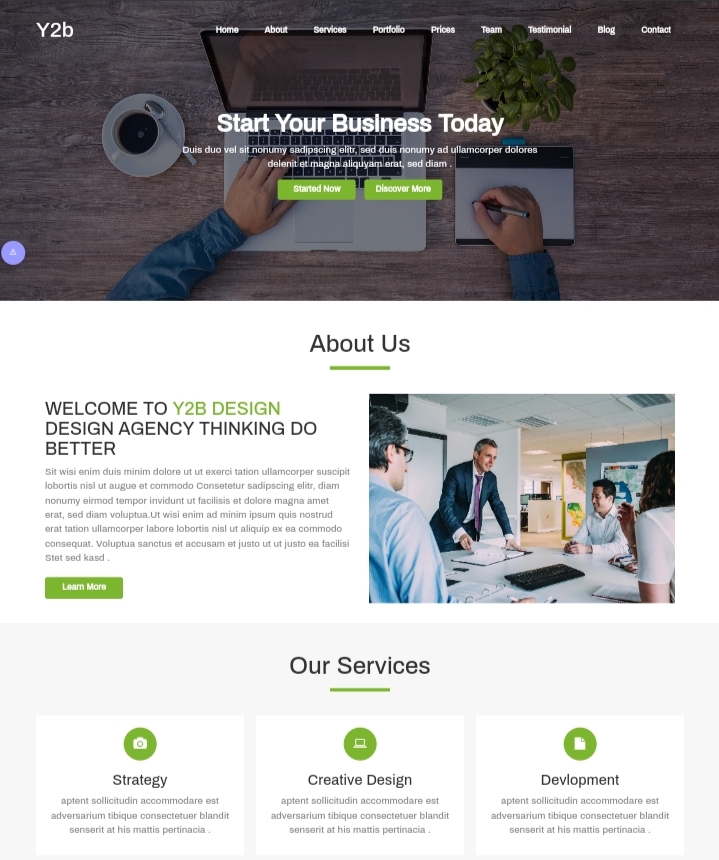 Y2b
Home About Services Portfolio Prices Team Testimonial Blog Contact
Start Your Business Today
Duis duo vel sit nonumy sadipscing elitr, sed duis nonumy ad ullamcorper dolores
delenit et magna aliquyam erat, sed diam .
Started Now Discover More
About Us
WELCOME TO Y2B DESIGN
DESIGN AGENCY THINKING DO
BETTER
Sit wisi enim duis minim dolore ut ut exerci tation ullamcorper suscipit
lobortis nisl ut augue et commodo Consetetur sadipscing elitr, diam
nonumy eirmod tempor invidunt ut facilisis et dolore magna amet
erat, sed diam voluptua.Ut wisi enim ad minim ipsum quis nostrud
erat tation ullamcorper labore lobortis nisl ut aliquip ex ea commodo
consequat. Voluptua sanctus et accusam et justo ut ut justo ea facilisi
Stet sed kasd .
Learn More
Our Services
Strategy
aptent sollicitudin accommodare est
adversarium tibique consectetuer blandit
senserit at his mattis pertinacia .
Creative Design
aptent sollicitudin accommodare est
adversarium tibique consectetuer blandit
senserit at his mattis pertinacia .
Devlopment
aptent sollicitudin accommodare est
adversarium tibique consectetuer blandit
senserit at his mattis pertinacia .